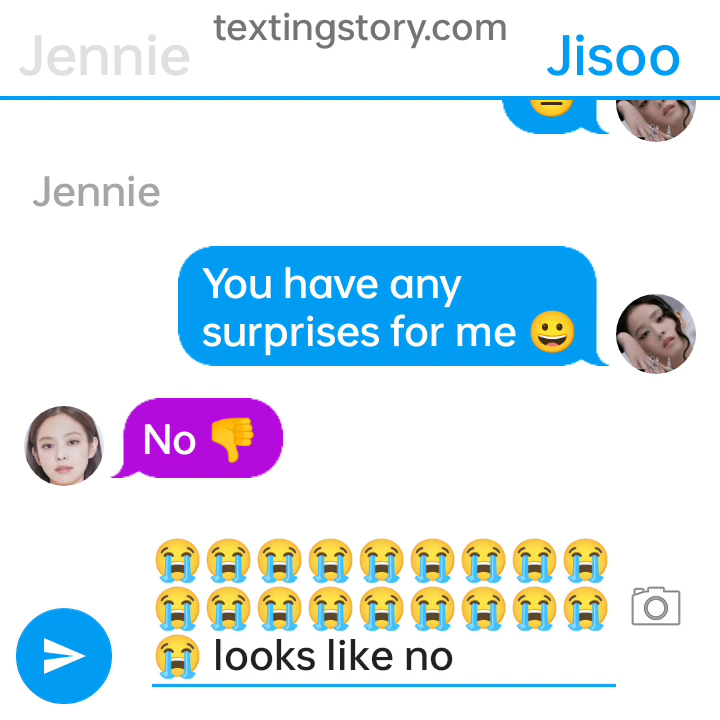 textingstory.com
Jennie
Jisoo
😐
Jennie
You have any
surprises for me 😀
No 👎
😭😭😭😭😭😭😭😭😭
😭😭😭😭😭😭😭😭😭
😭 looks like no